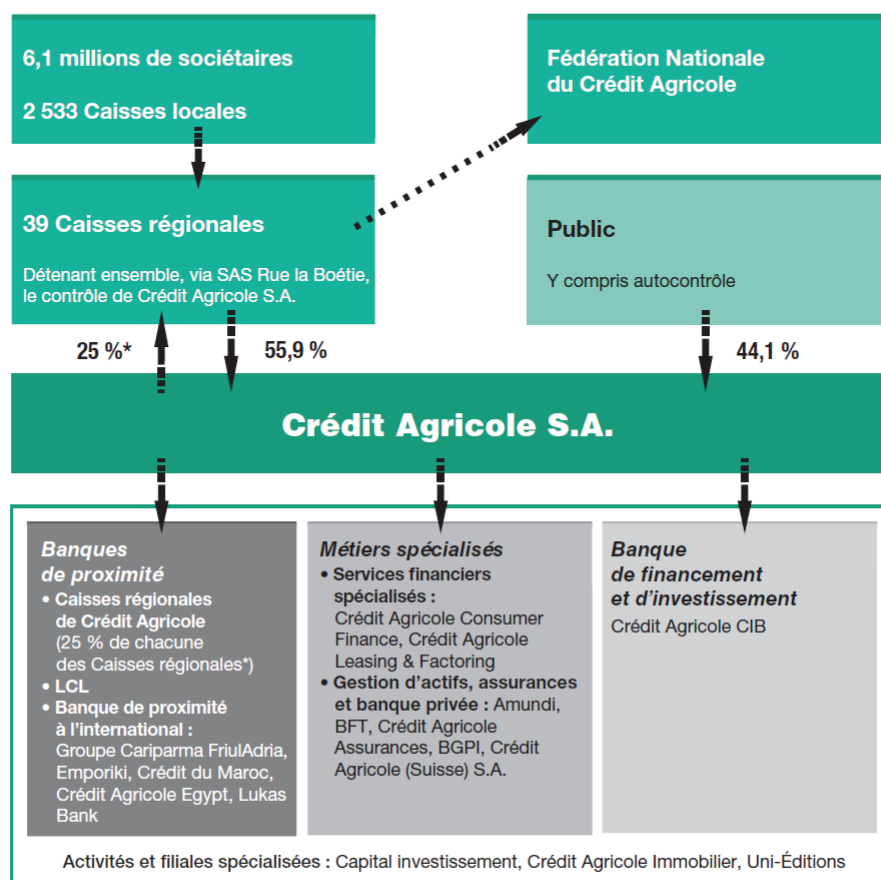 6,1 millions de sociétaires
2 533 Caisses locales
Fédération Nationale
du Crédit Agricole
39 Caisses régionales
Détenant ensemble, via SAS Rue la Boétie,
le contrôle de Crédit Agricole S.A.
Public
Y compris autocontrôle
25 %*
55,9 %
44,1 %
Crédit Agricole S.A.
Banques
de proximité
• Caisses régionales
de Crédit Agricole
(25 % de chacune
des Caisses régionales*)
• LCL
• Banque de proximité
à l'international :
Groupe Cariparma FriulAdria,
Emporiki, Crédit du Maroc,
Crédit Agricole Egypt, Lukas
Bank
Métiers spécialisés
• Services financiers
spécialisés :
Crédit Agricole Consumer
Finance, Crédit Agricole
Leasing & Factoring
• Gestion d'actifs, assurances
et banque privée : Amundi,
BFT, Crédit Agricole
Assurances, BGPI, Crédit
Agricole (Suisse) S.A.
Banque
de financement
et d'investissement
Crédit Agricole CIB
Activités et filiales spécialisées : Capital investissement, Crédit Agricole Immobilier, Uni-Éditions